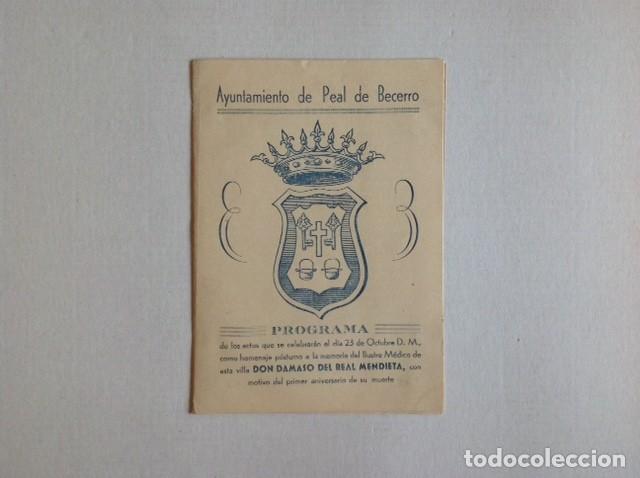 Ayuntamiento de Peal de Becerro
PROGRAMA
de los actos que se celebrarán el día 23 de Octubre D. M.,
como homenaje póstumo a la memoria del Ilustre Médico de
esta villa DON DAMASO DEL REAL MENDIETA, con
motivo del primer aniversario de su muerte
todocoleccion.net